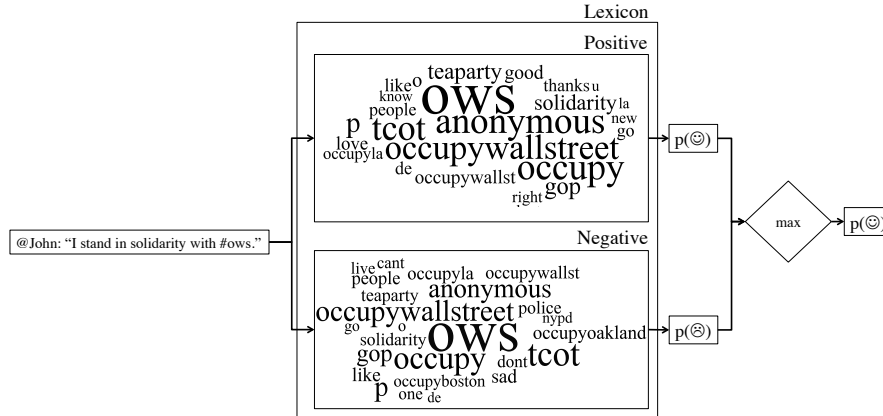 Lexicon
Positive
teaparty good
like o
thanks u
know
ows
solidarity la
people
new
p tcot anonymous go
love
occupywallstreet
occupyla
de
occupywallst
occupy
right
gop
@John: “I stand in solidarity with #ows.”
Negative
live cant
people
occupyla occupywallst
teaparty
anonymous
occupywallstreet police
nypd
go o
ows
occupyoakland
solidarity
gop occupy dont tcot
like
sad
p occupyboston
one de
p(☺)
p(☹)
max
p(☺)